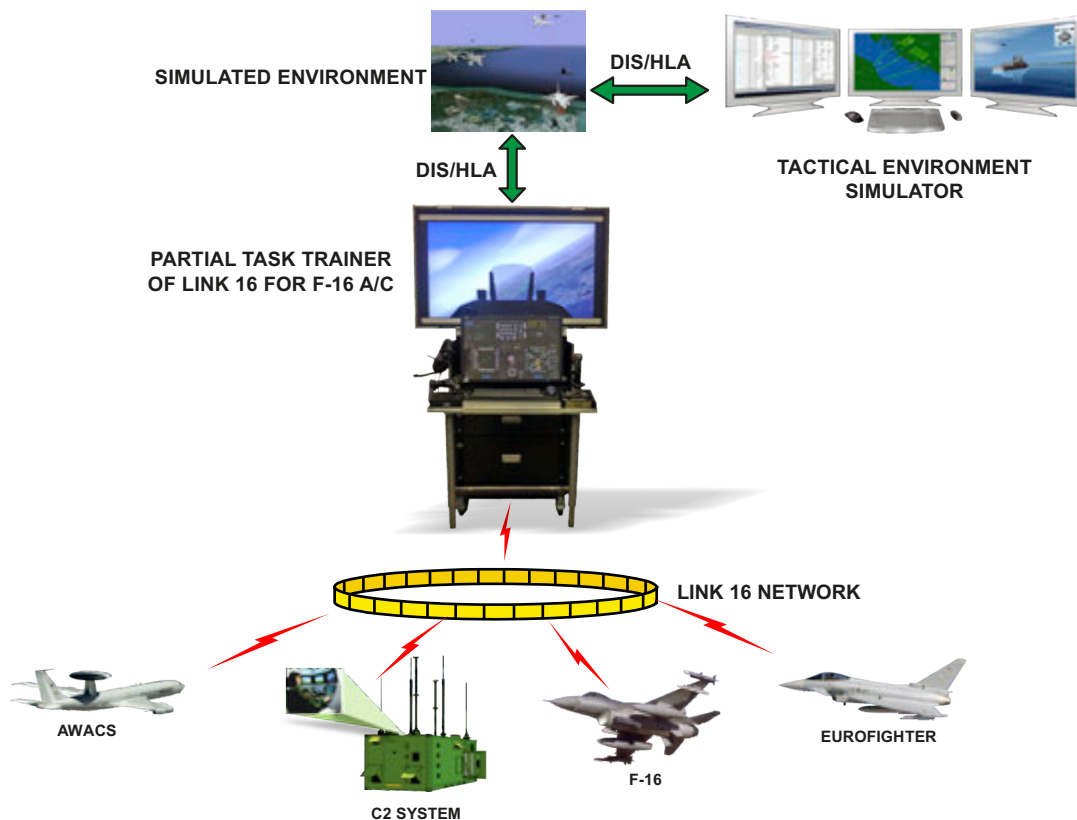 SIMULATED ENVIRONMENT
DIS/HLA
TACTICAL ENVIRONMENT
SIMULATOR
DIS/HLA
PARTIAL TASK TRAINER
OF LINK 16 FOR F-16 A/C
LINK 16 NETWORK
AWACS
C2 SYSTEM
F-16
EUROFIGHTER